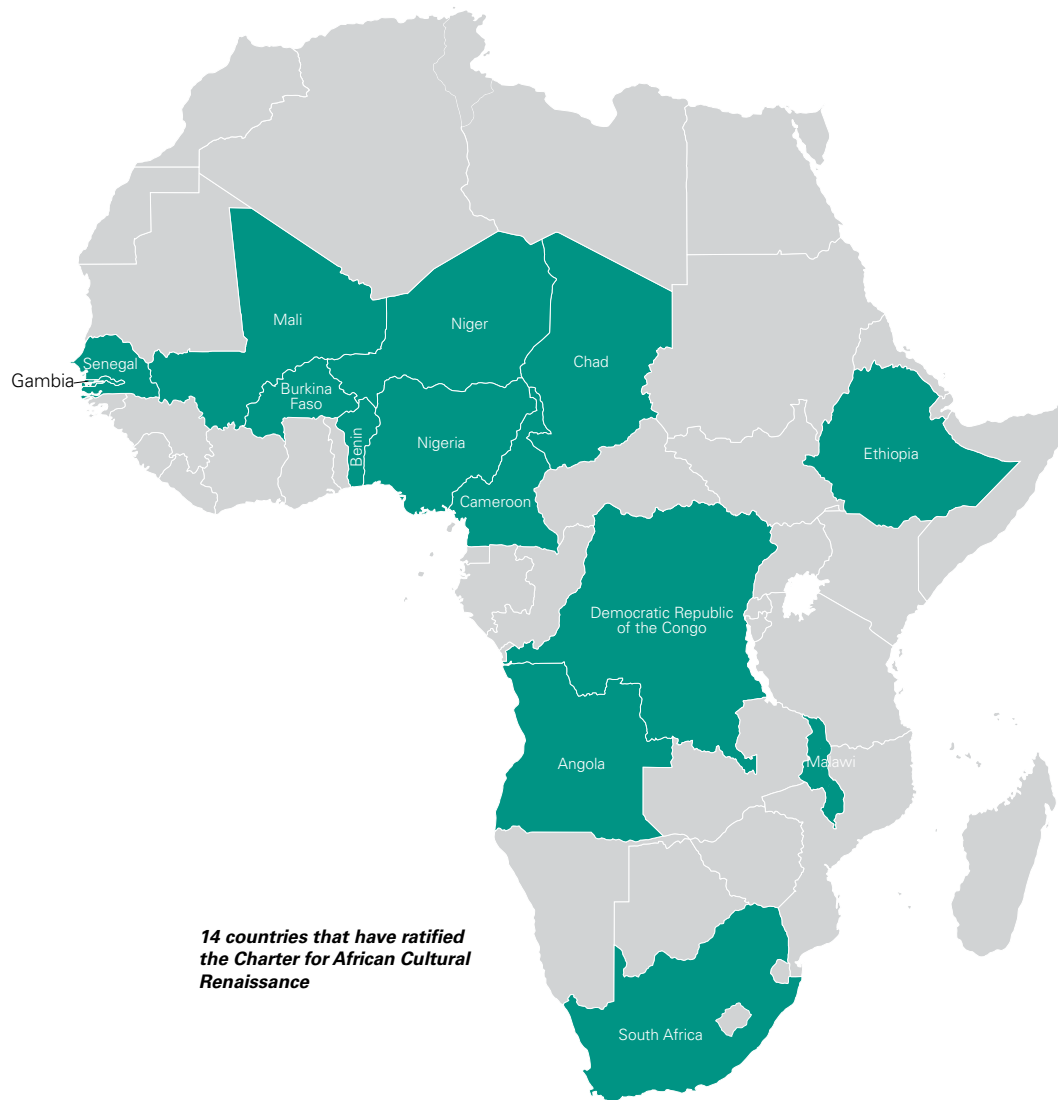 Mali
Niger
Chad
Senegal
Gambia
Burkina
Faso
Benin
Nigeria
Ethiopia
Cameroon
Democratic Republic
of the Congo
Angola
Malawi
14 countries that have ratified
the Charter for African Cultural
Renaissance
South Africa